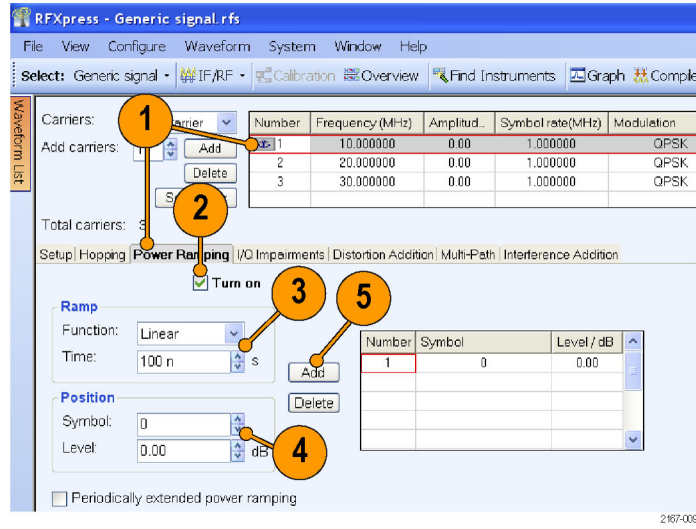 RFXpress - Generic signal.rfs
File View Configure Waveform System Window Help
Select: Generic signal IF/RF Calibration Overview Find Instruments Graph
Waveform List
Carriers:
Number Frequency (MHz) Amplitud.. Symbol rate(MHz) Modulation
Add carriers: Add
1 10.000000 0.00 1.000000 QPSK
Delete
2 20.000000 0.00 1.000000 QPSK
3 30.000000 0.00 1.000000 QPSK
Total carriers: 3
1
2
Setup Hopping Power Ramping I/Q Impairments Distortion Addition Multi-Path Interference Addition
Turn on
3
5
Ramp
Function: Linear
Time: 100 n s
Add
Delete
Number Symbol Level / dB
1 0 0.00
Position
Symbol: 0
Level: 0.00 dB
4
Periodically extended power ramping